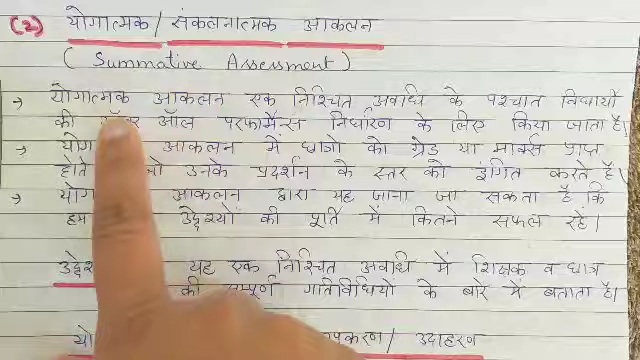 (2) योगात्मक / संकलनात्मक आकलन
( Summative Assessment )
→ योगात्मक आकलन एक निश्चित अवधि के पश्चात विद्यार्थी
की ऑल परफार्मेन्स निर्धारण के लिए किया जाता है।
→ आकलन में छात्रों को ग्रेड या मार्क्स प्राप्त
होते उनके प्रदर्शन के स्तर को इंगित करते है।
→ आकलन द्वारा यह जाना जा सकता है कि
हम उद्देश्यों की पूर्ति में कितने सफल रहें।
यह एक निश्चित अवधि में शिक्षक व छात्र
की सम्पूर्ण गतिविधियो के बारे में बताता है।
उपकरण / उदाहरण